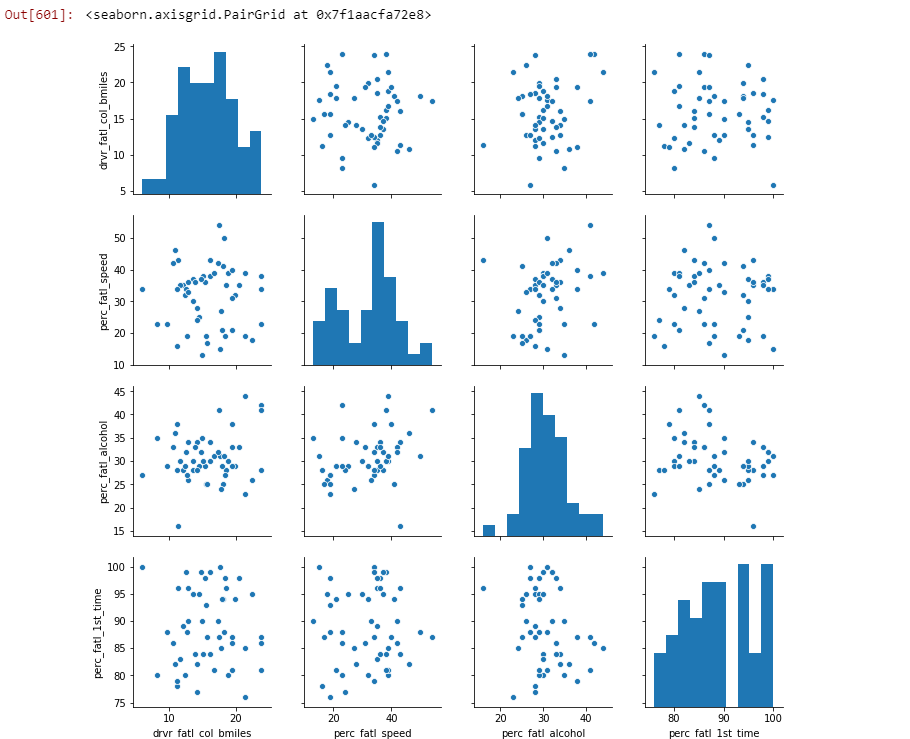 Out[601]: <seaborn.axisgrid.PairGrid at 0x7f1aacfa72e8>
drvr_fatl_col_bmiles
25
20
15
10
5
perc_fatl_speed
50
40
30
20
10
perc_fatl_alcohol
45
40
35
30
25
20
15
perc_fatl_1st_time
100
95
90
85
80
75
10 20
20 40
20 30 40
80 90 100
drvr_fatl_col_bmiles
perc_fatl_speed
perc_fatl_alcohol
perc_fatl_1st_time